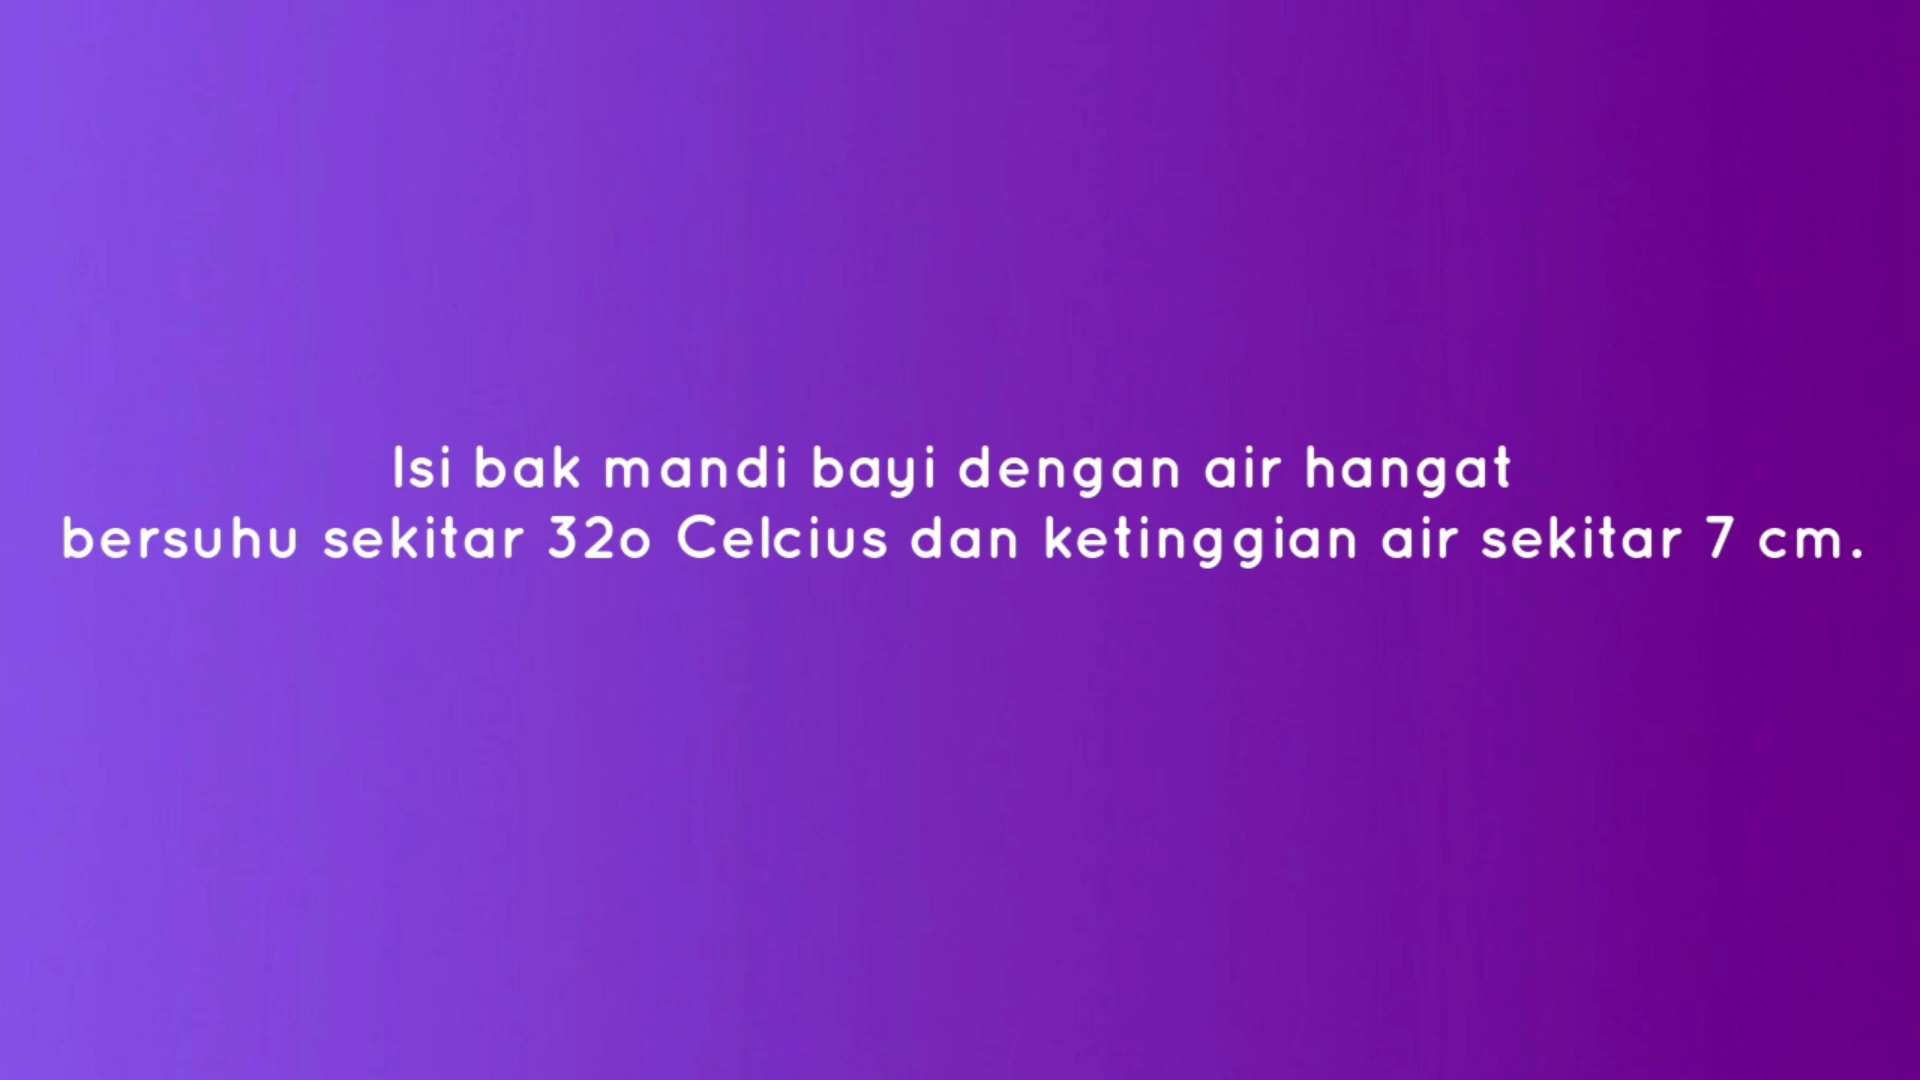 Isi bak mandi bayi dengan air hangat
bersuhu sekitar 32o Celcius dan ketinggian air sekitar 7 cm.